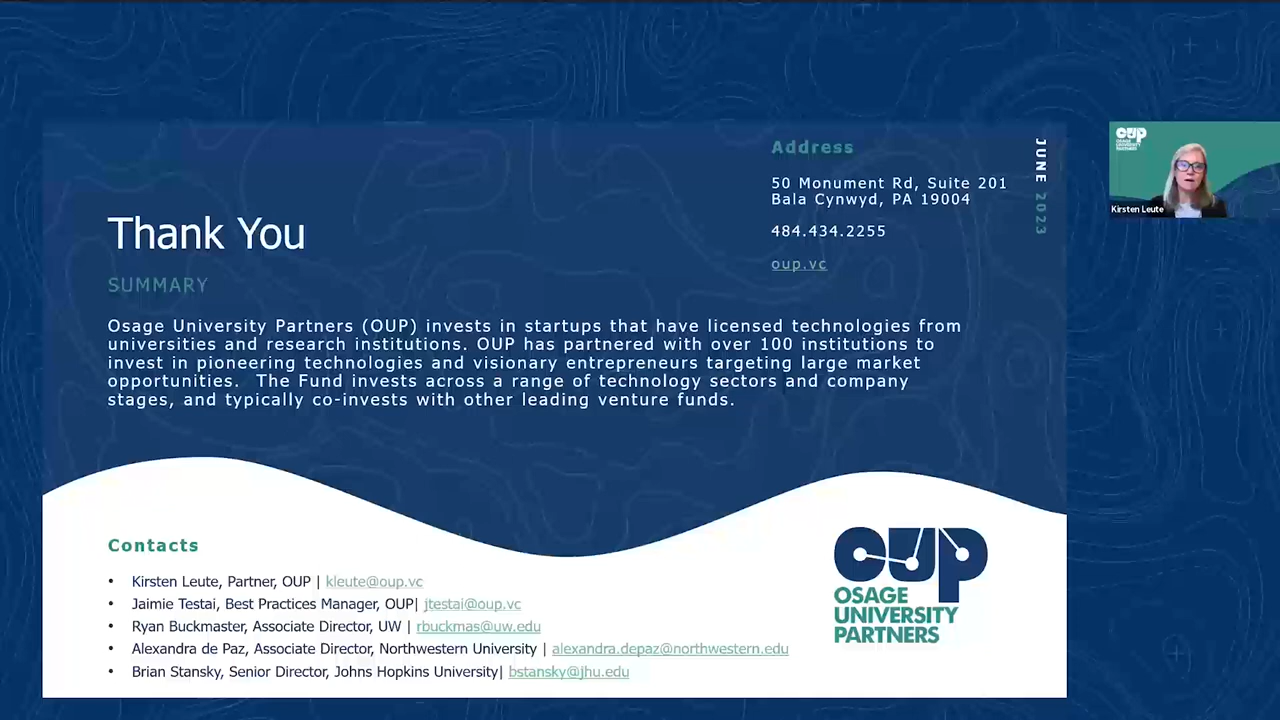 Address
50 Monument Rd, Suite 201
Bala Cynwyd, PA 19004
484.434.2255
oup.vc
JUNE 2023
OUP
OSAGE
UNIVERSITY
PARTNERS
Kirsten Leute
Thank You
SUMMARY
Osage University Partners (OUP) invests in startups that have licensed technologies from
universities and research institutions. OUP has partnered with over 100 institutions to
invest in pioneering technologies and visionary entrepreneurs targeting large market
opportunities.  The Fund invests across a range of technology sectors and company
stages, and typically co-invests with other leading venture funds.
Contacts
• Kirsten Leute, Partner, OUP | kleute@oup.vc
• Jaimie Testai, Best Practices Manager, OUP| jtestai@oup.vc
• Ryan Buckmaster, Associate Director, UW | rbuckmas@uw.edu
• Alexandra de Paz, Associate Director, Northwestern University | alexandra.depaz@northwestern.edu
• Brian Stansky, Senior Director, Johns Hopkins University| bstansky@jhu.edu
oup
OSAGE
UNIVERSITY
PARTNERS